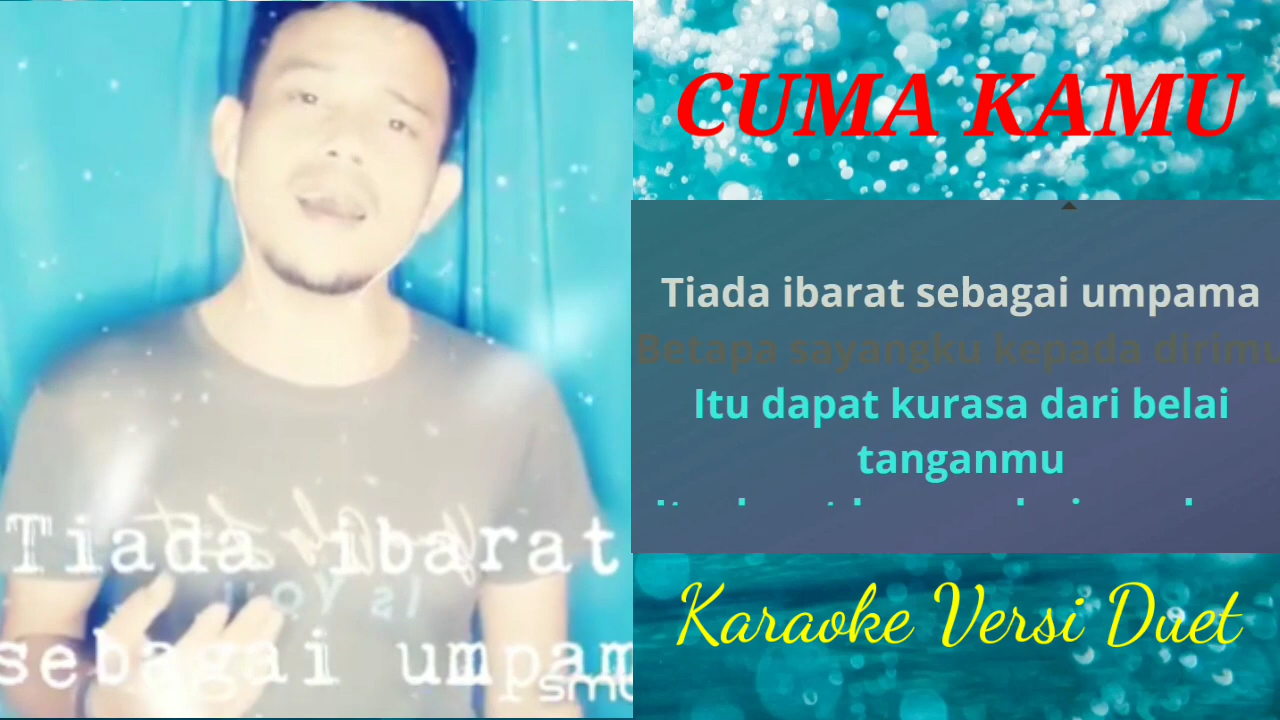 Tiada ibarat
sebagai umpam
CUMA KAMU
Tiada ibarat sebagai umpama
Betapa sayangku kepada dirimu
Itu dapat kurasa dari belai
tanganmu
Karaoke Versi Duet